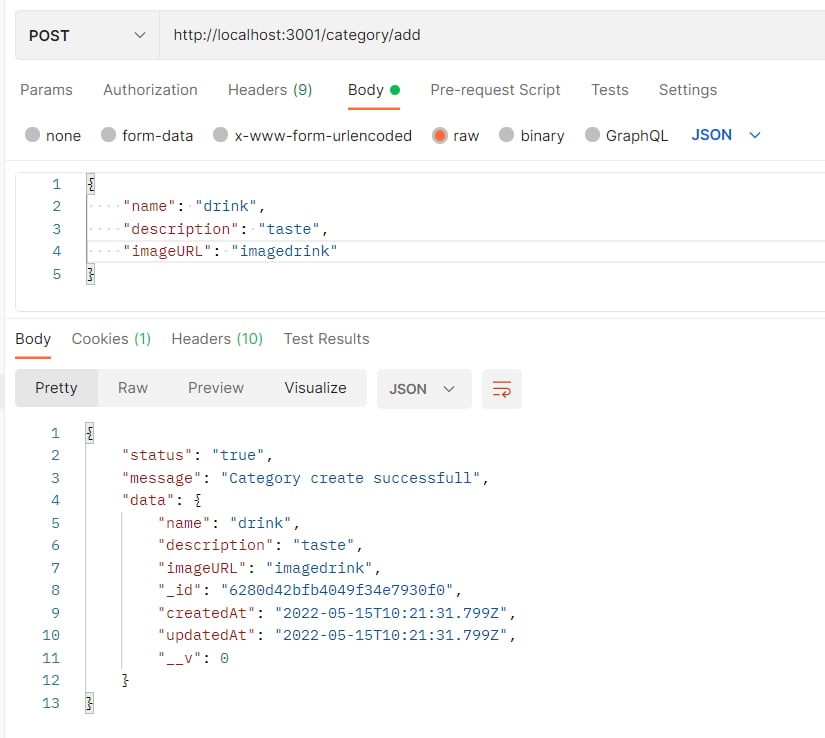 POST http://localhost:3001/category/add
Params Authorization Headers (9) Body Pre-request Script Tests Settings
none form-data x-www-form-urlencoded raw binary GraphQL JSON
1 {
2 "name": "drink",
3 "description": "taste",
4 "imageURL": "imagedrink"
5 }
Body Cookies (1) Headers (10) Test Results
Pretty Raw Preview Visualize JSON
1 {
2 "status": "true",
3 "message": "Category create successfull",
4 "data": {
5 "name": "drink",
6 "description": "taste",
7 "imageURL": "imagedrink",
8 "_id": "6280d42bfb4049f34e7930f0",
9 "createdAt": "2022-05-15T10:21:31.799Z",
10 "updatedAt": "2022-05-15T10:21:31.799Z",
11 "__v": 0
12 }
13 }